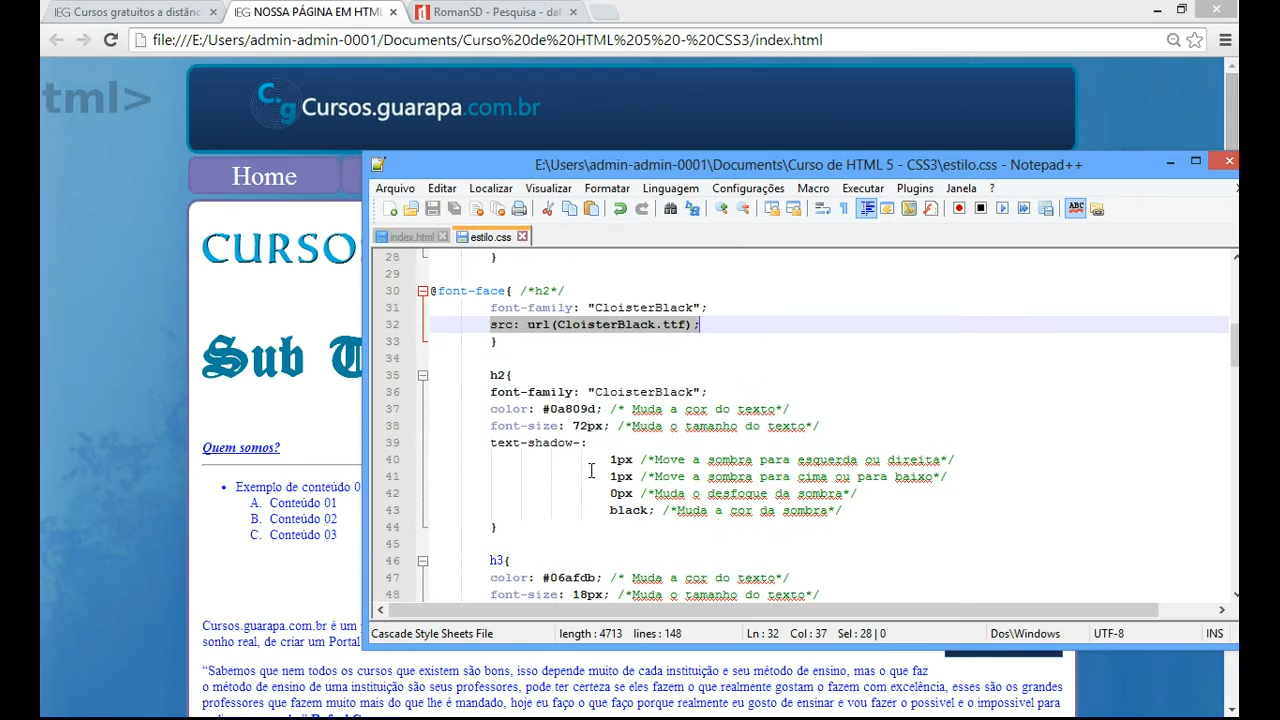 IEG Cursos gratuitos a distânc
IEG NOSSA PÁGINA EM HTML
RomanSD - Pesquisa - daf
file:///E:/Users/admin-admin-0001/Documents/Curso%20de%20HTML%205%20-%20CSS3/index.html
tml>
C.g Cursos.guarapa.com.br
Home
CURSO
Sub T
Quem somos?
Exemplo de conteúdo 0
A. Conteúdo 01
B. Conteúdo 02
C. Conteúdo 03
Cursos.guarapa.com.br é um
sonho real, de criar um Portal
“Sabemos que nem todos os cursos que existem são bons, isso depende muito de cada instituição e seu método de ensino, mas o que faz
o método de ensino de uma instituição são seus professores, pode ter certeza se eles fazem o que realmente gostam o fazem com excelência, esses são os grandes
professores que fazem muito mais do que lhe é mandado, hoje eu faço o que faço porque realmente eu gosto de ensinar e vou fazer o possivel e o impossivel para
E:\Users\admin-admin-0001\Documents\Curso de HTML 5 - CSS3\estilo.css - Notepad++
Arquivo Editar Localizar Visualizar Formatar Linguagem Configurações Macro Executar Plugins Janela ?
ABC
index.html estilo.css
28 }
29
30 @font-face{ /*h2*/
31 font-family: "CloisterBlack";
32 src: url(CloisterBlack.ttf);
33 }
34
35 h2{
36 font-family: "CloisterBlack";
37 color: #0a809d; /* Muda a cor do texto*/
38 font-size: 72px; /*Muda o tamanho do texto*/
39 text-shadow-:
40 1px /*Move a sombra para esquerda ou direita*/
41 1px /*Move a sombra para cima ou para baixo*/
42 0px /*Muda o desfoque da sombra*/
43 black; /*Muda a cor da sombra*/
44 }
45
46 h3{
47 color: #06afdb; /* Muda a cor do texto*/
48 font-size: 18px; /*Muda o tamanho do texto*/
Cascade Style Sheets File length : 4713 lines : 148 Ln : 32 Col : 37 Sel : 28 | 0 Dos\Windows UTF-8 INS